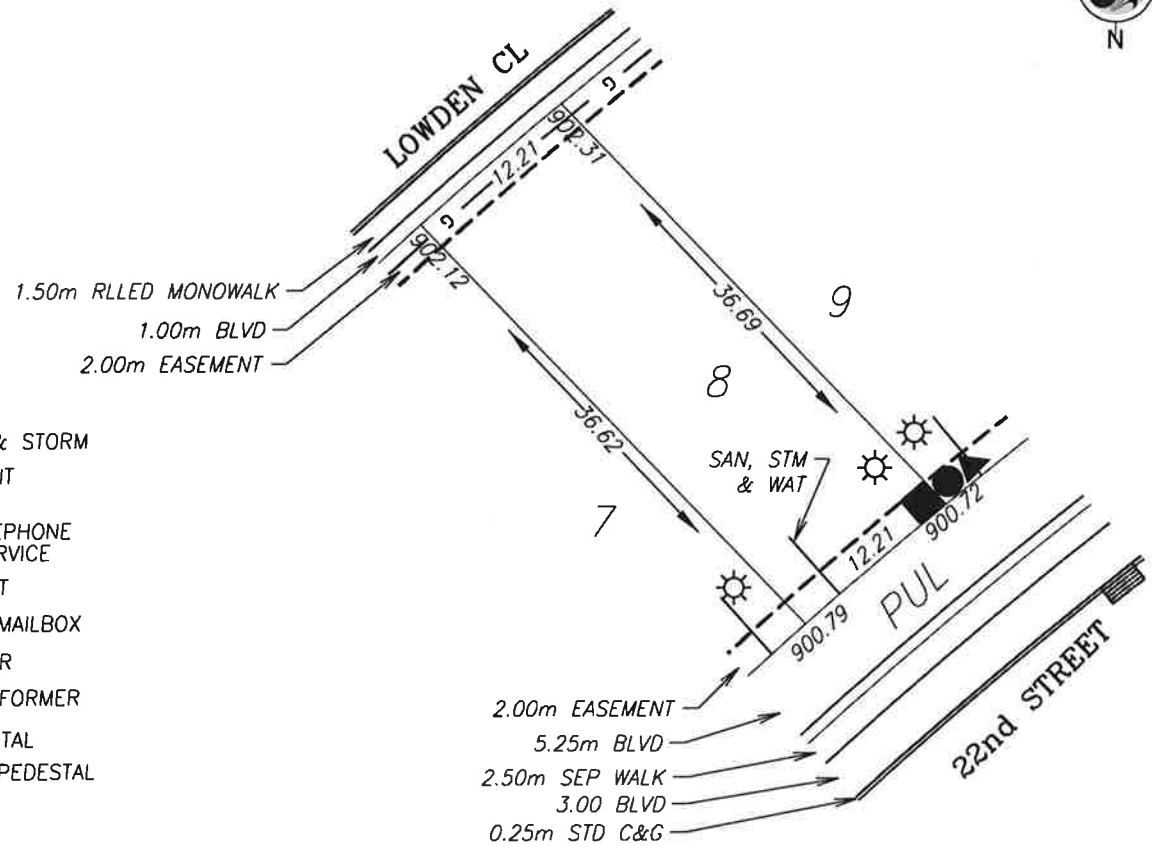 N
LOWDEN CL
G
12.21
G
902.31
902.12
1.50m RLLED MONOWALK
1.00m BLVD
2.00m EASEMENT
36.69
9
8
36.62
7
& STORM
EPHONE
RVICE
MAILBOX
R
FORMER
TAL
PEDESTAL
SAN, STM
& WAT
12.21
900.72
900.79
PUL
2.00m EASEMENT
5.25m BLVD
2.50m SEP WALK
3.00 BLVD
0.25m STD C&G
22nd STREET